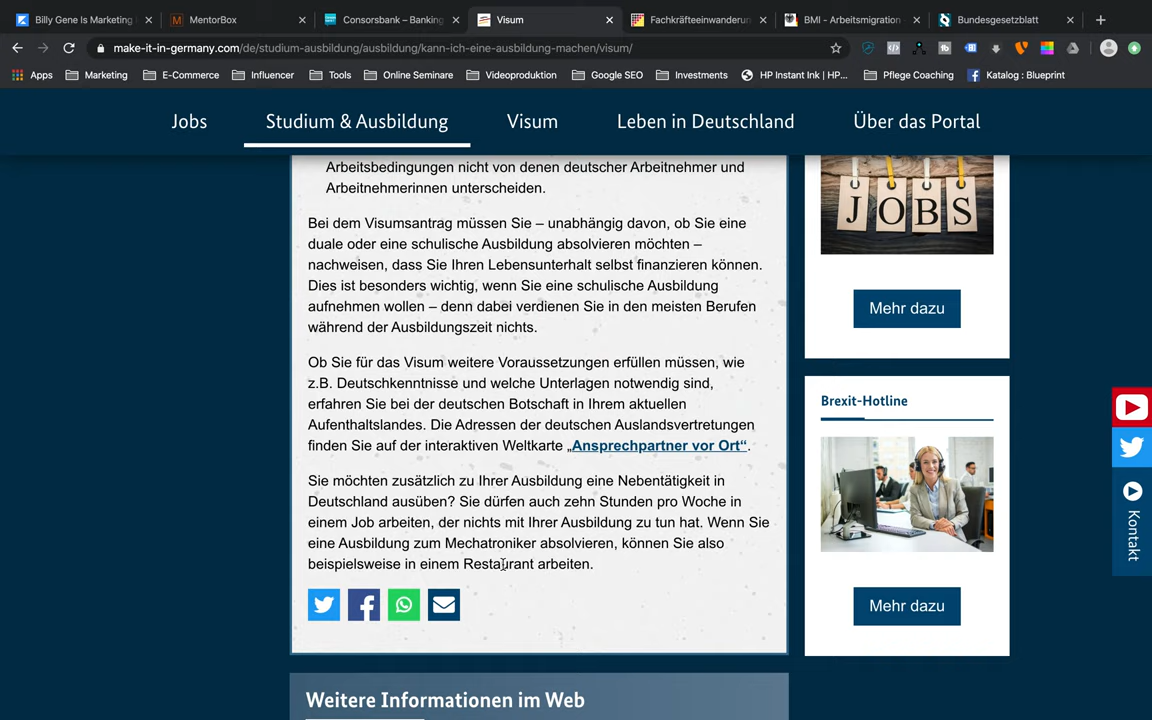 Billy Gene Is Marketing
MentorBox
Consorsbank – Banking
Visum
Fachkräfteeinwanderun
BMI - Arbeitsmigration
Bundesgesetzblatt
make-it-in-germany.com/de/studium-ausbildung/ausbildung/kann-ich-eine-ausbildung-machen/visum/
Apps
Marketing
E-Commerce
Influencer
Tools
Online Seminare
Videoproduktion
Google SEO
Investments
HP Instant Ink | HP...
Pflege Coaching
Katalog : Blueprint
Jobs
Studium & Ausbildung
Visum
Leben in Deutschland
Über das Portal
Arbeitsbedingungen nicht von denen deutscher Arbeitnehmer und
Arbeitnehmerinnen unterscheiden.
Bei dem Visumsantrag müssen Sie – unabhängig davon, ob Sie eine
duale oder eine schulische Ausbildung absolvieren möchten –
nachweisen, dass Sie Ihren Lebensunterhalt selbst finanzieren können.
Dies ist besonders wichtig, wenn Sie eine schulische Ausbildung
aufnehmen wollen – denn dabei verdienen Sie in den meisten Berufen
während der Ausbildungszeit nichts.
Ob Sie für das Visum weitere Voraussetzungen erfüllen müssen, wie
z.B. Deutschkenntnisse und welche Unterlagen notwendig sind,
erfahren Sie bei der deutschen Botschaft in Ihrem aktuellen
Aufenthaltslandes. Die Adressen der deutschen Auslandsvertretungen
finden Sie auf der interaktiven Weltkarte „Ansprechpartner vor Ort“.
Sie möchten zusätzlich zu Ihrer Ausbildung eine Nebentätigkeit in
Deutschland ausüben? Sie dürfen auch zehn Stunden pro Woche in
einem Job arbeiten, der nichts mit Ihrer Ausbildung zu tun hat. Wenn Sie
eine Ausbildung zum Mechatroniker absolvieren, können Sie also
beispielsweise in einem Restaurant arbeiten.
Weitere Informationen im Web
JOBS
Mehr dazu
Brexit-Hotline
Mehr dazu
Kontakt